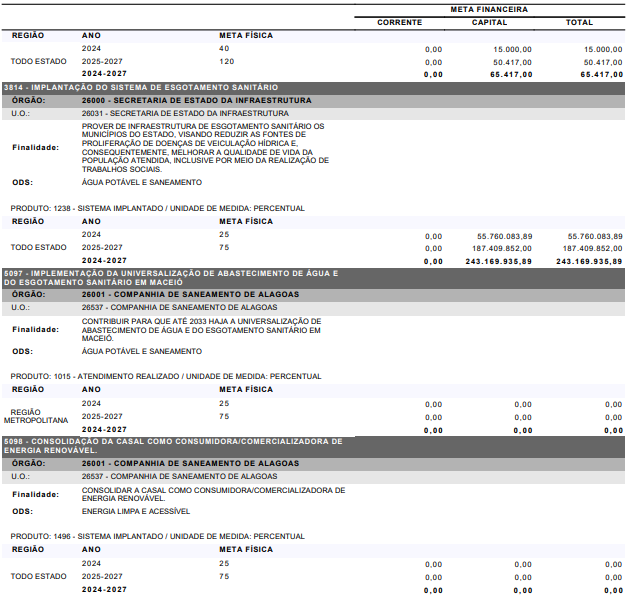 META FINANCEIRA
CORRENTE CAPITAL TOTAL
REGIÃO ANO META FÍSICA
2024 40 0,00 15.000,00 15.000,00
TODO ESTADO 2025-2027 120 0,00 50.417,00 50.417,00
2024-2027 0,00 65.417,00 65.417,00
3814 - IMPLANTAÇÃO DO SISTEMA DE ESGOTAMENTO SANITÁRIO
ÓRGÃO: 26000 - SECRETARIA DE ESTADO DA INFRAESTRUTURA
U.O.: 26031 - SECRETARIA DE ESTADO DA INFRAESTRUTURA
Finalidade: PROVER DE INFRAESTRUTURA DE ESGOTAMENTO SANITÁRIO OS
MUNICÍPIOS DO ESTADO, VISANDO REDUZIR AS FONTES DE
PROLIFERAÇÃO DE DOENÇAS DE VEICULAÇÃO HÍDRICA E,
CONSEQUENTEMENTE, MELHORAR A QUALIDADE DE VIDA DA
POPULAÇÃO ATENDIDA, INCLUSIVE POR MEIO DA REALIZAÇÃO DE
TRABALHOS SOCIAIS.
ODS: ÁGUA POTÁVEL E SANEAMENTO
PRODUTO: 1238 - SISTEMA IMPLANTADO / UNIDADE DE MEDIDA: PERCENTUAL
REGIÃO ANO META FÍSICA
2024 25 0,00 55.760.083,89 55.760.083,89
TODO ESTADO 2025-2027 75 0,00 187.409.852,00 187.409.852,00
2024-2027 0,00 243.169.935,89 243.169.935,89
5097 - IMPLEMENTAÇÃO DA UNIVERSALIZAÇÃO DE ABASTECIMENTO DE ÁGUA E
DO ESGOTAMENTO SANITÁRIO EM MACEIÓ
ÓRGÃO: 26001 - COMPANHIA DE SANEAMENTO DE ALAGOAS
U.O.: 26537 - COMPANHIA DE SANEAMENTO DE ALAGOAS
Finalidade: CONTRIBUIR PARA QUE ATÉ 2033 HAJA A UNIVERSALIZAÇÃO DE
ABASTECIMENTO DE ÁGUA E DO ESGOTAMENTO SANITÁRIO EM
MACEIÓ.
ODS: ÁGUA POTÁVEL E SANEAMENTO
PRODUTO: 1015 - ATENDIMENTO REALIZADO / UNIDADE DE MEDIDA: PERCENTUAL
REGIÃO ANO META FÍSICA
2024 25 0,00 0,00 0,00
REGIÃO METROPOLITANA 2025-2027 75 0,00 0,00 0,00
2024-2027 0,00 0,00 0,00
5098 - CONSOLIDAÇÃO DA CASAL COMO CONSUMIDORA/COMERCIALIZADORA DE
ENERGIA RENOVÁVEL.
ÓRGÃO: 26001 - COMPANHIA DE SANEAMENTO DE ALAGOAS
U.O.: 26537 - COMPANHIA DE SANEAMENTO DE ALAGOAS
Finalidade: CONSOLIDAR A CASAL COMO CONSUMIDORA/COMERCIALIZADORA DE
ENERGIA RENOVÁVEL.
ODS: ENERGIA LIMPA E ACESSÍVEL
PRODUTO: 1496 - SISTEMA IMPLANTADO / UNIDADE DE MEDIDA: PERCENTUAL
REGIÃO ANO META FÍSICA
2024 25 0,00 0,00 0,00
TODO ESTADO 2025-2027 75 0,00 0,00 0,00
2024-2027 0,00 0,00 0,00